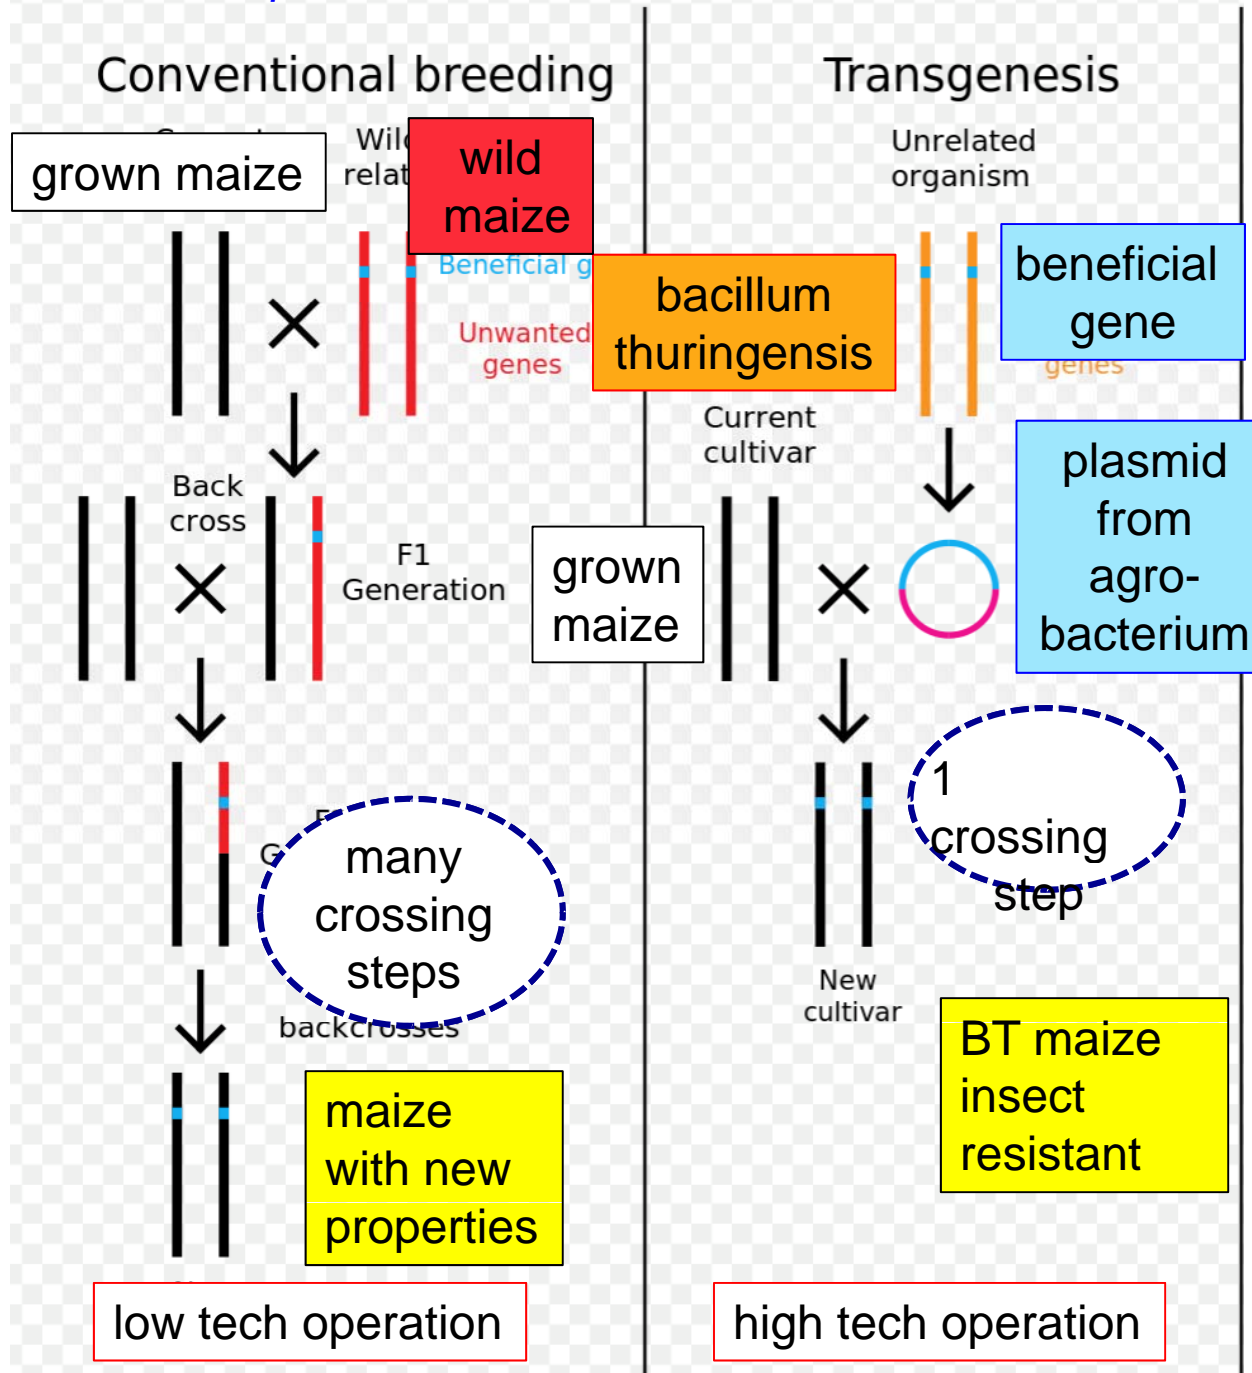 Conventional breeding
Transgenesis
grown maize
wild
maize
Beneficial g
Unwanted
genes
Back
cross
F1
Generation
many
crossing
steps
backcrosses
maize
with new
properties
low tech operation
Unrelated
organism
bacillum
thuringensis
beneficial
gene
genes
Current
cultivar
grown
maize
plasmid
from
agro-
bacterium
1
crossing
step
New
cultivar
BT maize
insect
resistant
high tech operation